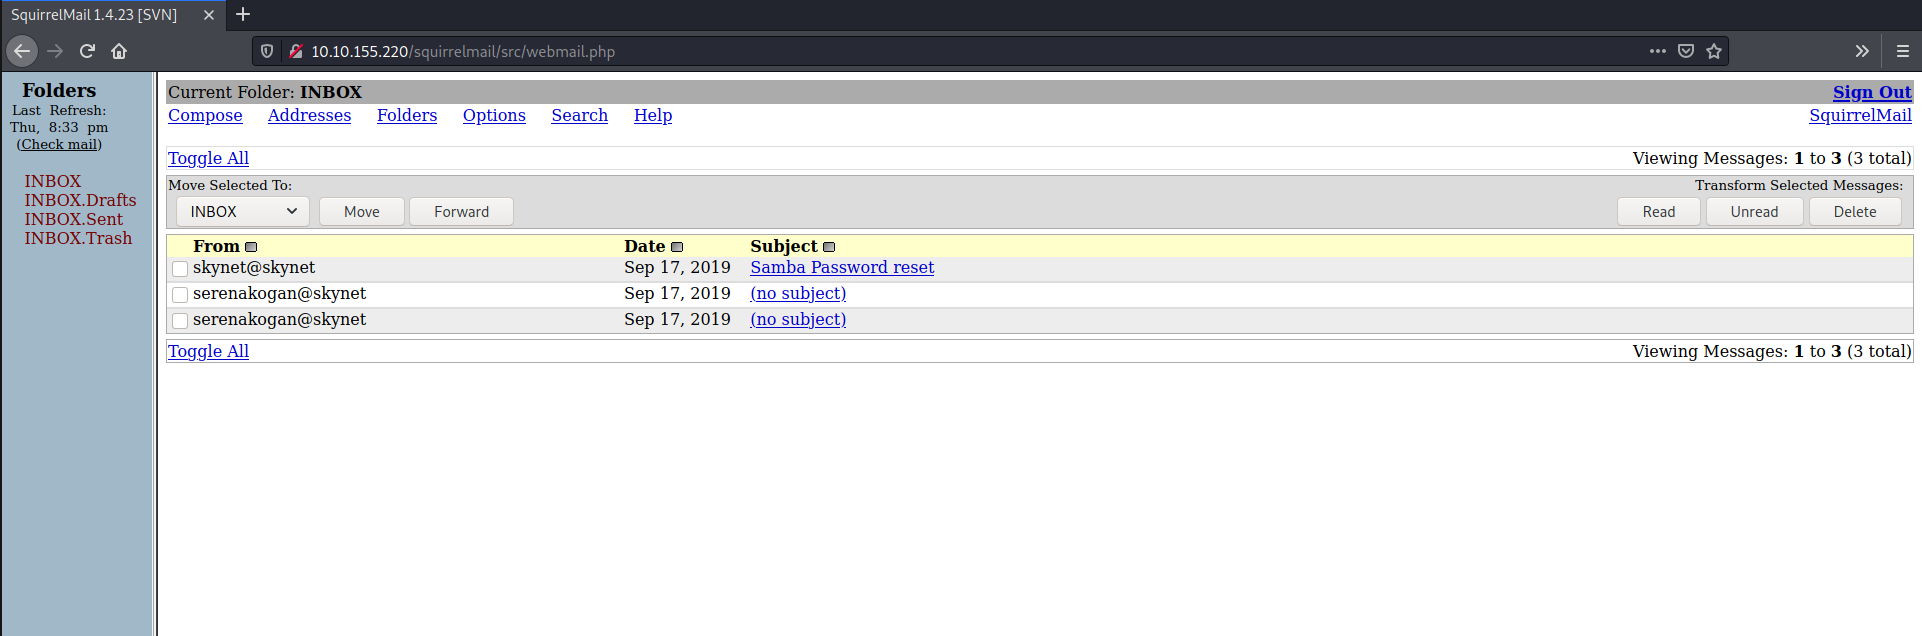 SquirrelMail 1.4.23 [SVN]
10.10.155.220/squirrelmail/src/webmail.php
Folders
Last Refresh:
Thu, 8:33 pm
(Check mail)
INBOX
INBOX.Drafts
INBOX.Sent
INBOX.Trash
Current Folder: INBOX Sign Out
Compose Addresses Folders Options Search Help SquirrelMail
Toggle All Viewing Messages: 1 to 3 (3 total)
Move Selected To: Transform Selected Messages:
INBOX Move Forward Read Unread Delete
From Date Subject
skynet@skynet Sep 17, 2019 Samba Password reset
serenakogan@skynet Sep 17, 2019 (no subject)
serenakogan@skynet Sep 17, 2019 (no subject)
Toggle All Viewing Messages: 1 to 3 (3 total)